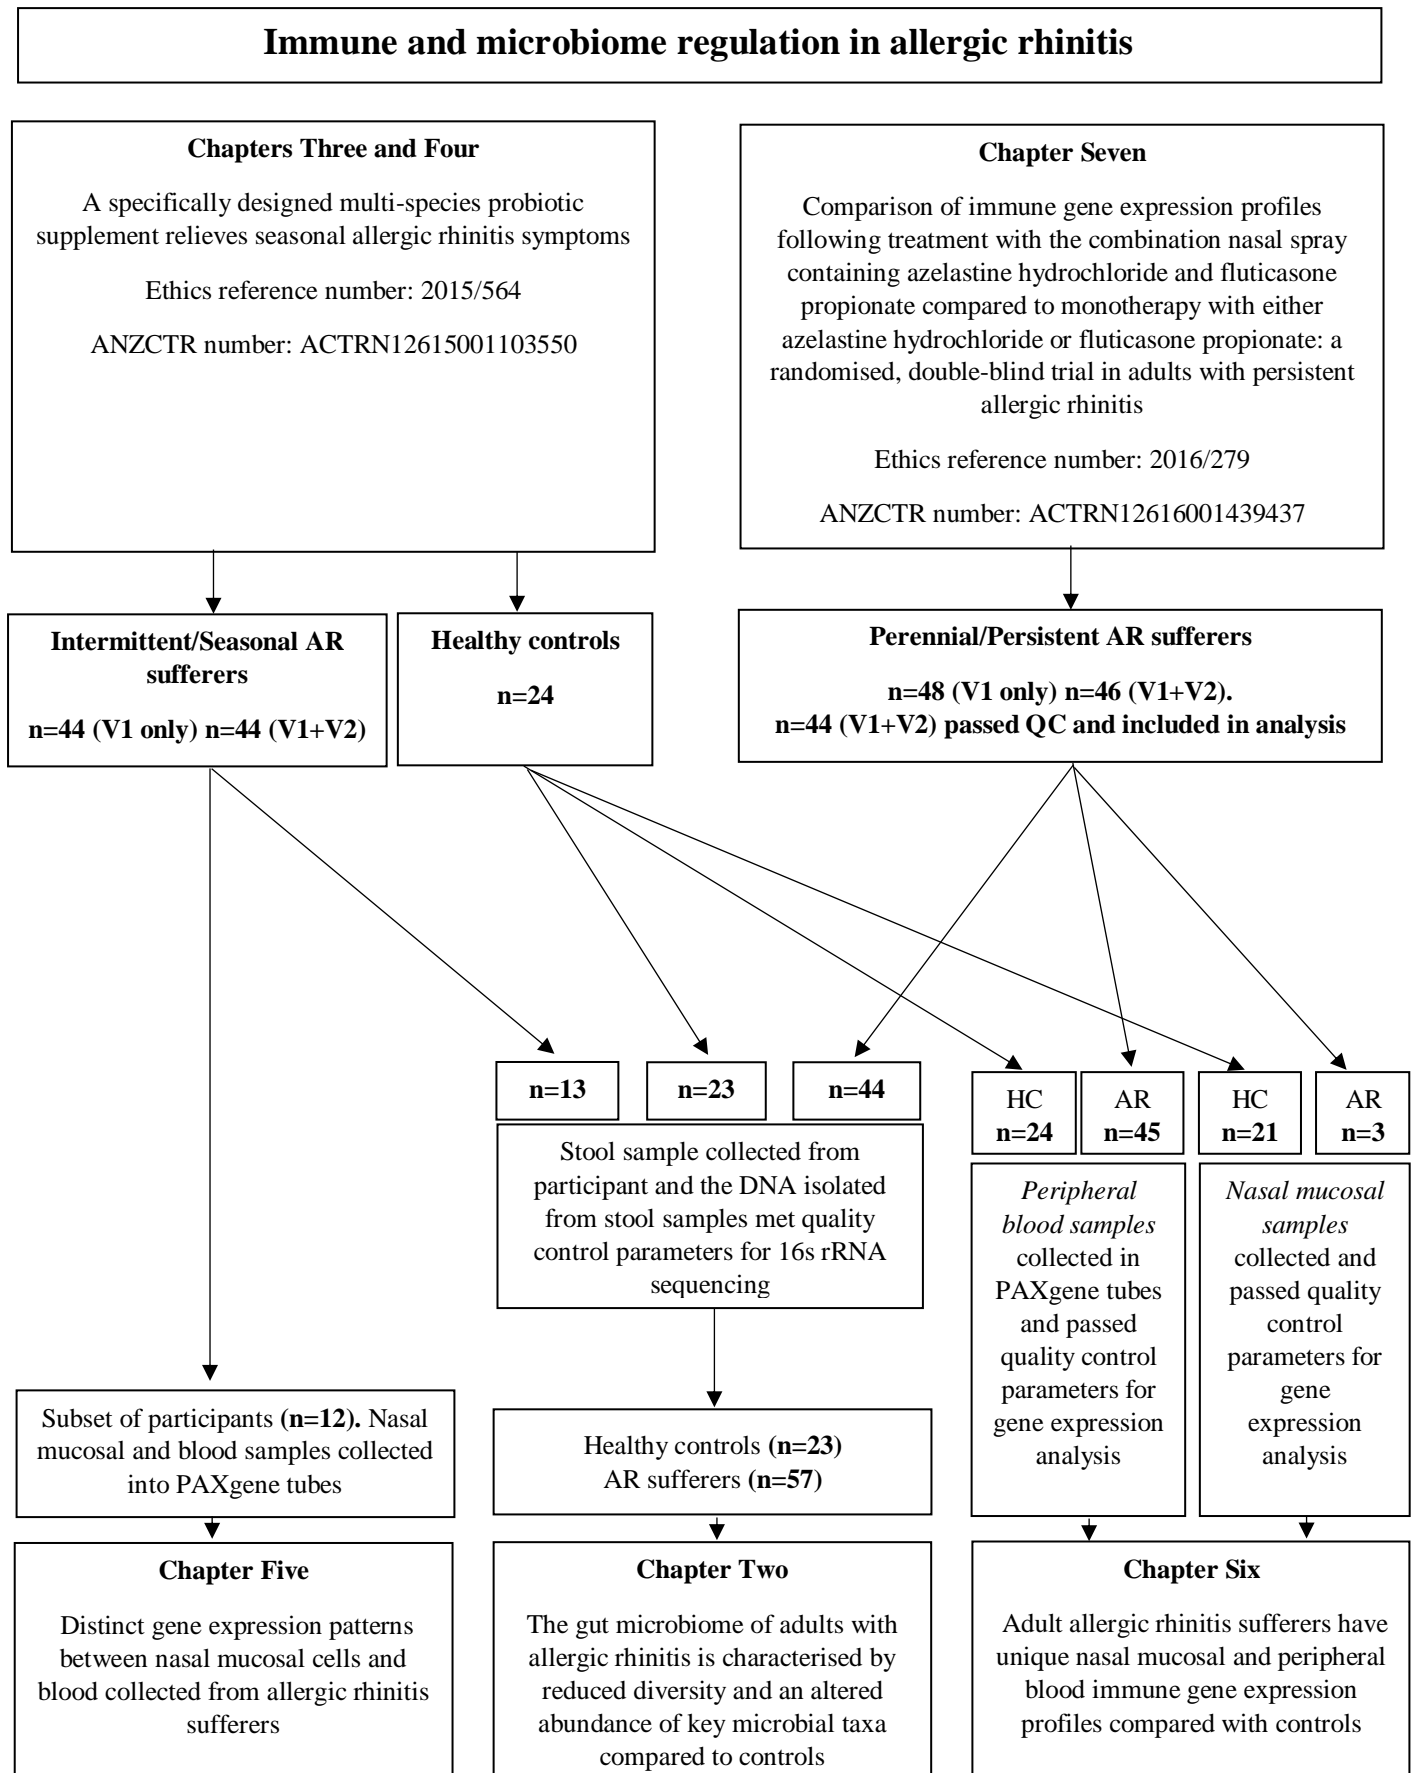 Immune and microbiome regulation in allergic rhinitis
Chapters Three and Four
A specifically designed multi-species probiotic
supplement relieves seasonal allergic rhinitis symptoms
Ethics reference number: 2015/564
ANZCTR number: ACTRN12615001103550
Chapter Seven
Comparison of immune gene expression profiles
following treatment with the combination nasal spray
containing azelastine hydrochloride and fluticasone
propionate compared to monotherapy with either
azelastine hydrochloride or fluticasone propionate: a
randomised, double-blind trial in adults with persistent
allergic rhinitis
Ethics reference number: 2016/279
ANZCTR number: ACTRN12616001439437
Intermittent/Seasonal AR
sufferers
n=44 (V1 only) n=44 (V1+V2)
Healthy controls
n=24
Perennial/Persistent AR sufferers
n=48 (V1 only) n=46 (V1+V2).
n=44 (V1+V2) passed QC and included in analysis
n=13
n=23
n=44
HC
n=24
AR
n=45
HC
n=21
AR
n=3
Stool sample collected from
participant and the DNA isolated
from stool samples met quality
control parameters for 16s rRNA
sequencing
Peripheral
blood samples
collected in
PAXgene tubes
and passed
quality control
parameters for
gene expression
analysis
Nasal mucosal
samples
collected and
passed quality
control
parameters for
gene
expression
analysis
Subset of participants (n=12). Nasal
mucosal and blood samples collected
into PAXgene tubes
Healthy controls (n=23)
AR sufferers (n=57)
Chapter Five
Distinct gene expression patterns
between nasal mucosal cells and
blood collected from allergic rhinitis
sufferers
Chapter Two
The gut microbiome of adults with
allergic rhinitis is characterised by
reduced diversity and an altered
abundance of key microbial taxa
compared to controls
Chapter Six
Adult allergic rhinitis sufferers have
unique nasal mucosal and peripheral
blood immune gene expression
profiles compared with controls